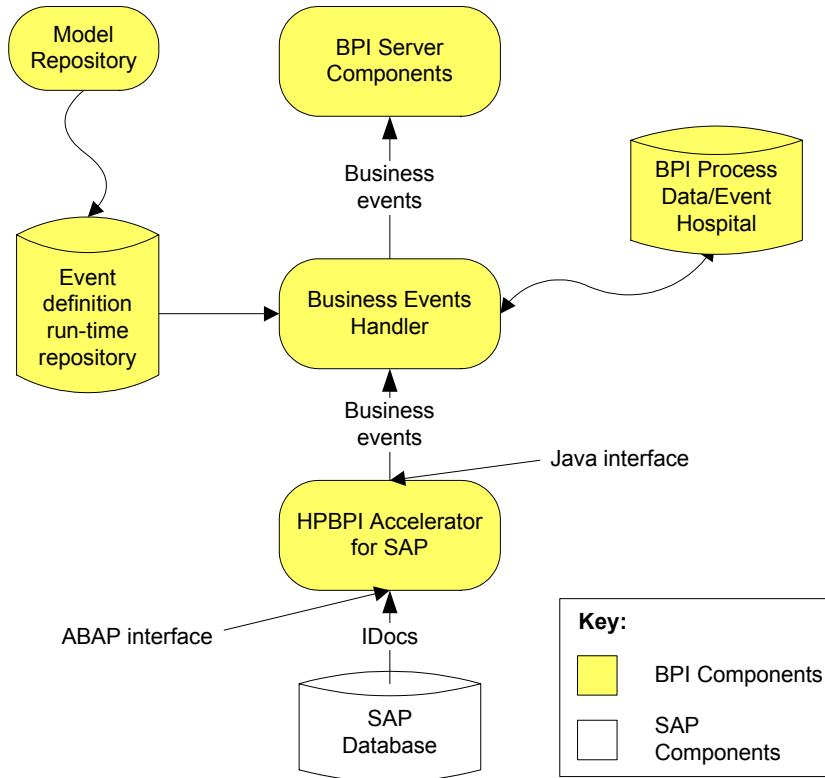 Model
Repository
BPI Server
Components
Business
events
BPI Process
Data/Event
Hospital
Event
definition
run-time
repository
Business Events
Handler
Business
events
Java interface
HPBPI Accelerator
for SAP
ABAP interface
IDocs
SAP
Database
Key:
BPI Components
SAP
Components